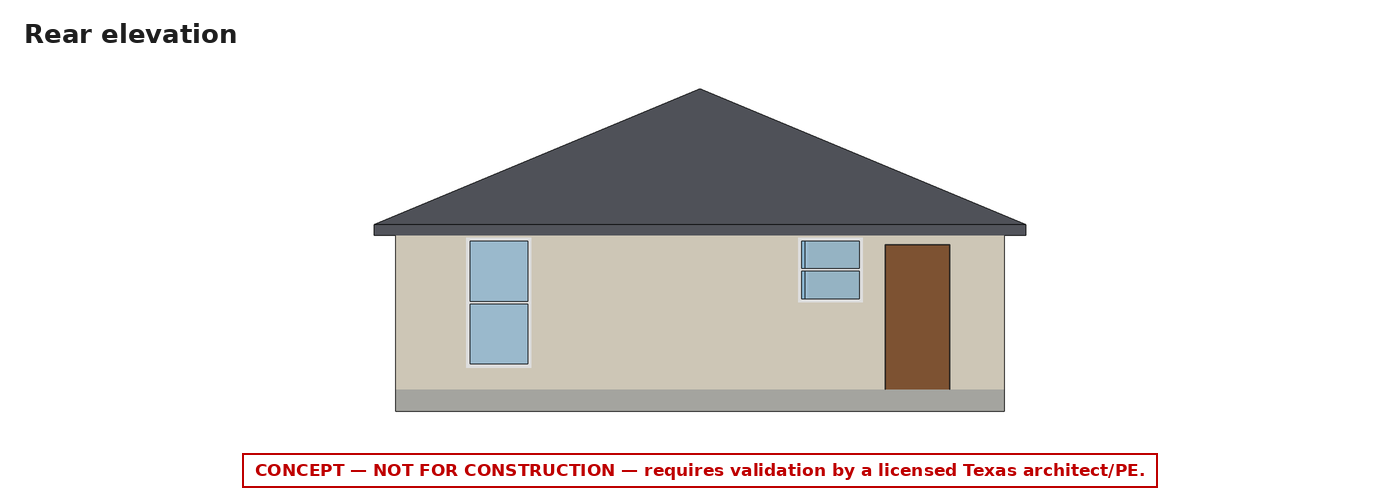 Rear elevation
CONCEPT — NOT FOR CONSTRUCTION — requires validation by a licensed Texas architect/PE.